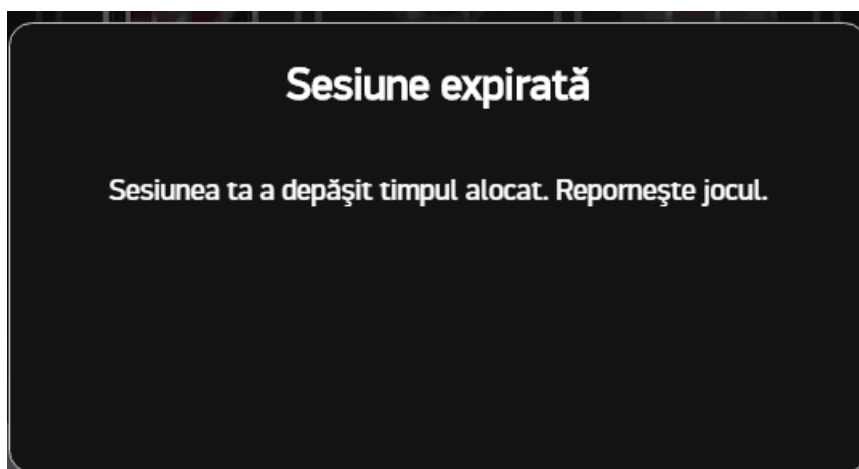 Sesiune expirată
Sesiunea ta a depăşit timpul alocat. Reporneşte jocul.